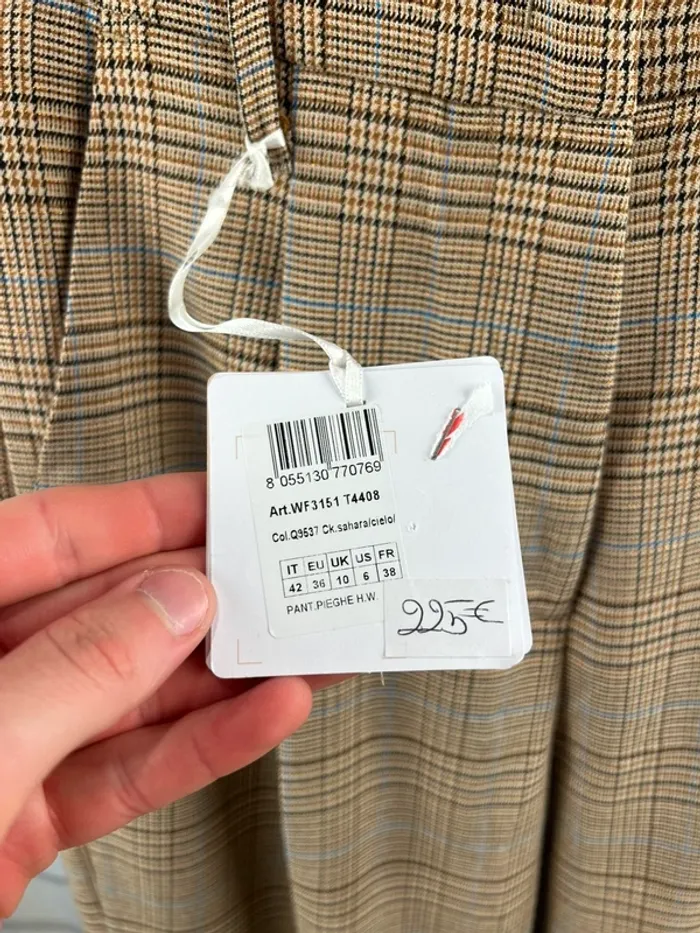 8 055130 770769
Art.WF3151 T4408
Col.Q9537 Ck.sahara/cielo/
IT EU UK US FR
42 36 10 6 38
PANT.PIEGHE H.W.
225€